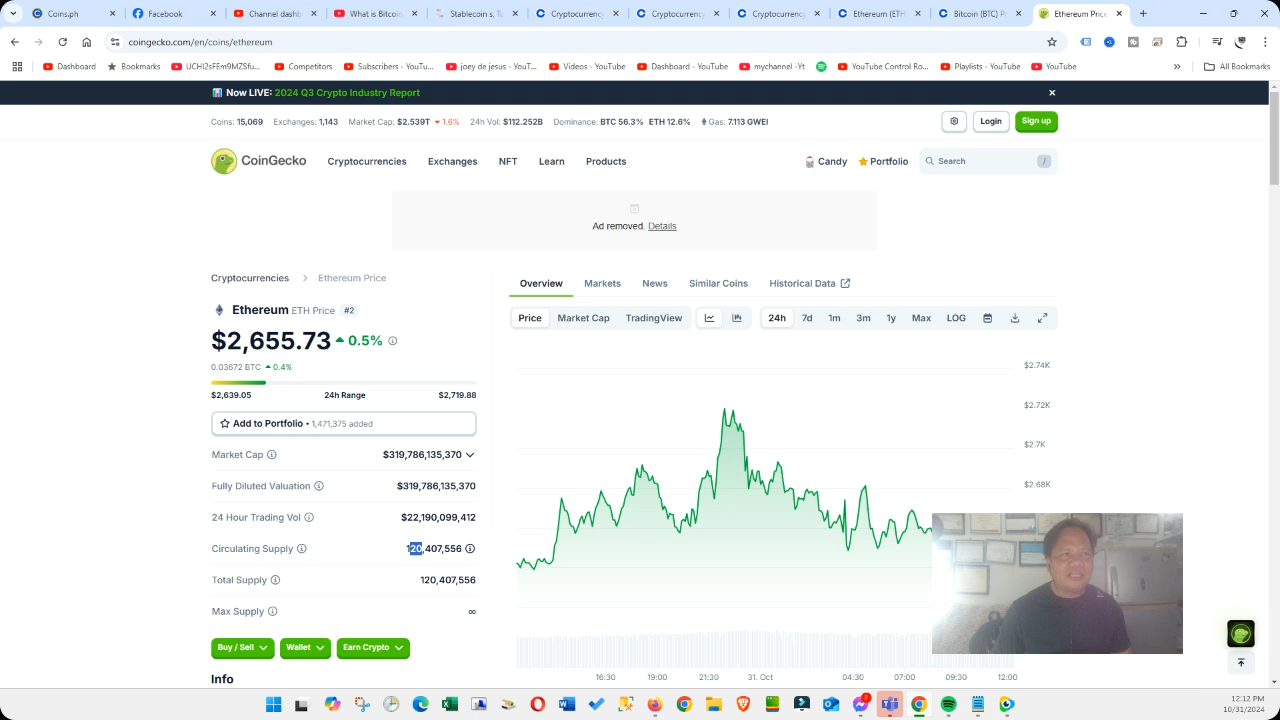 Coins.ph
Facebook
Channel dashb
What is Bitcoin
Stablecoin s, To
Cryptocurrenc
Cryptocurrenc
Cryptocurrenc
Ethereum (ETH
Bitcoin (BTC) P
Ethereum Price
coingecko.com/en/coins/ethereum
Dashboard
Bookmarks
UCHI2sFEm9MZSfu...
Competitors
Subscribers - YouTu...
joey de jesus - YouT...
Videos - YouTube
Dashboard - YouTube
mychannel -Yt
YouTube Control Ro...
Playlists - YouTube
YouTube
All Bookmarks
Now LIVE: 2024 Q3 Crypto Industry Report
Coins: 15,069 Exchanges: 1,143 Market Cap: $2.539T 1.6% 24h Vol: $112.252B Dominance: BTC 56.3% ETH 12.6% Gas: 7.113 GWEI
Login
Sign up
CoinGecko
Cryptocurrencies
Exchanges
NFT
Learn
Products
Candy
Portfolio
Search /
Ad removed. Details
Cryptocurrencies > Ethereum Price
Ethereum ETH Price #2
$2,655.73 0.5%
0.03672 BTC 0.4%
$2,639.05 24h Range $2,719.88
Add to Portfolio • 1,471,375 added
Market Cap $319,786,135,370
Fully Diluted Valuation $319,786,135,370
24 Hour Trading Vol $22,190,099,412
Circulating Supply 120,407,556
Total Supply 120,407,556
Max Supply ∞
Buy / Sell
Wallet
Earn Crypto
Info
Overview
Markets
News
Similar Coins
Historical Data
Price
Market Cap
TradingView
24h
7d
1m
3m
1y
Max
LOG
$2.74K
$2.72K
$2.7K
$2.68K
16:30
19:00
21:30
31. Oct
04:30
07:00
12:00
2
12:12 PM
10/31/2024